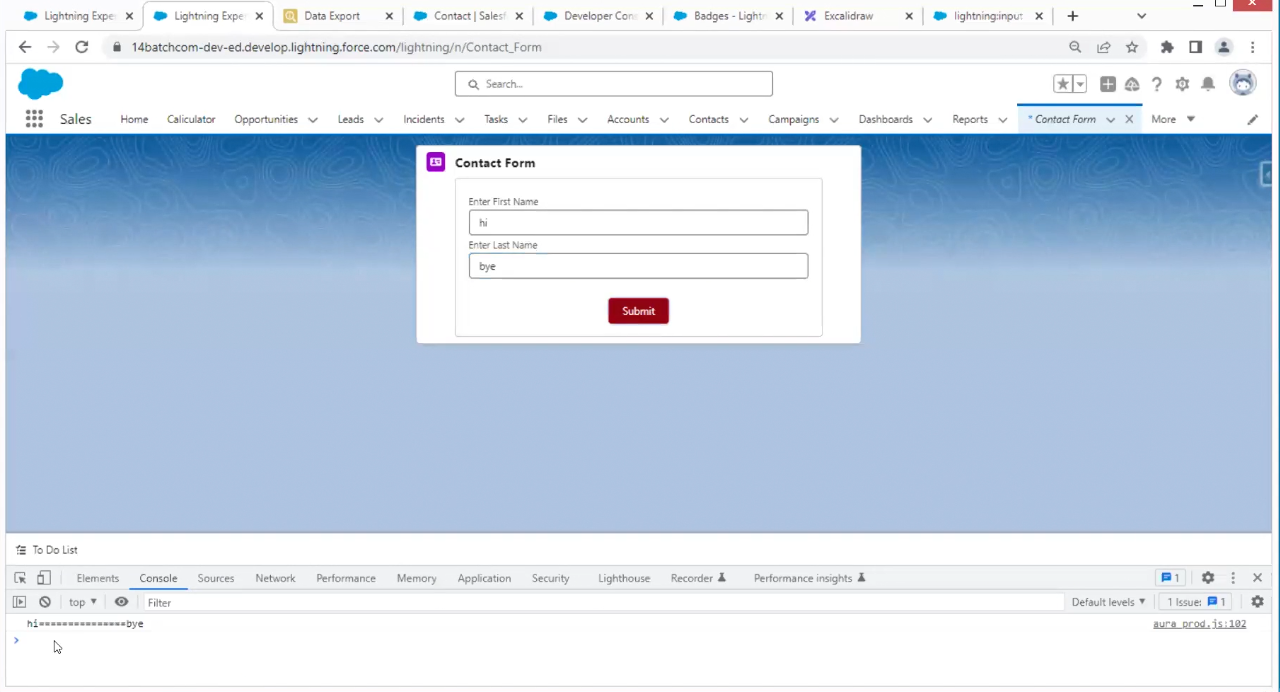 Lightning Expe
Lightning Expe
Data Export
Contact | Salesf
Developer Con
Badges - Lightn
Excalidraw
lightning:input
14batchcom-dev-ed.develop.lightning.force.com/lightning/n/Contact_Form
Search...
Sales
Home
Calculator
Opportunities
Leads
Incidents
Tasks
Files
Accounts
Contacts
Campaigns
Dashboards
Reports
* Contact Form
More
Contact Form
Enter First Name
hi
Enter Last Name
bye
Submit
To Do List
Elements
Console
Sources
Network
Performance
Memory
Application
Security
Lighthouse
Recorder
Performance insights
1
top
Filter
Default levels
1 Issue: 1
hi===============bye
aura_prod.js:102